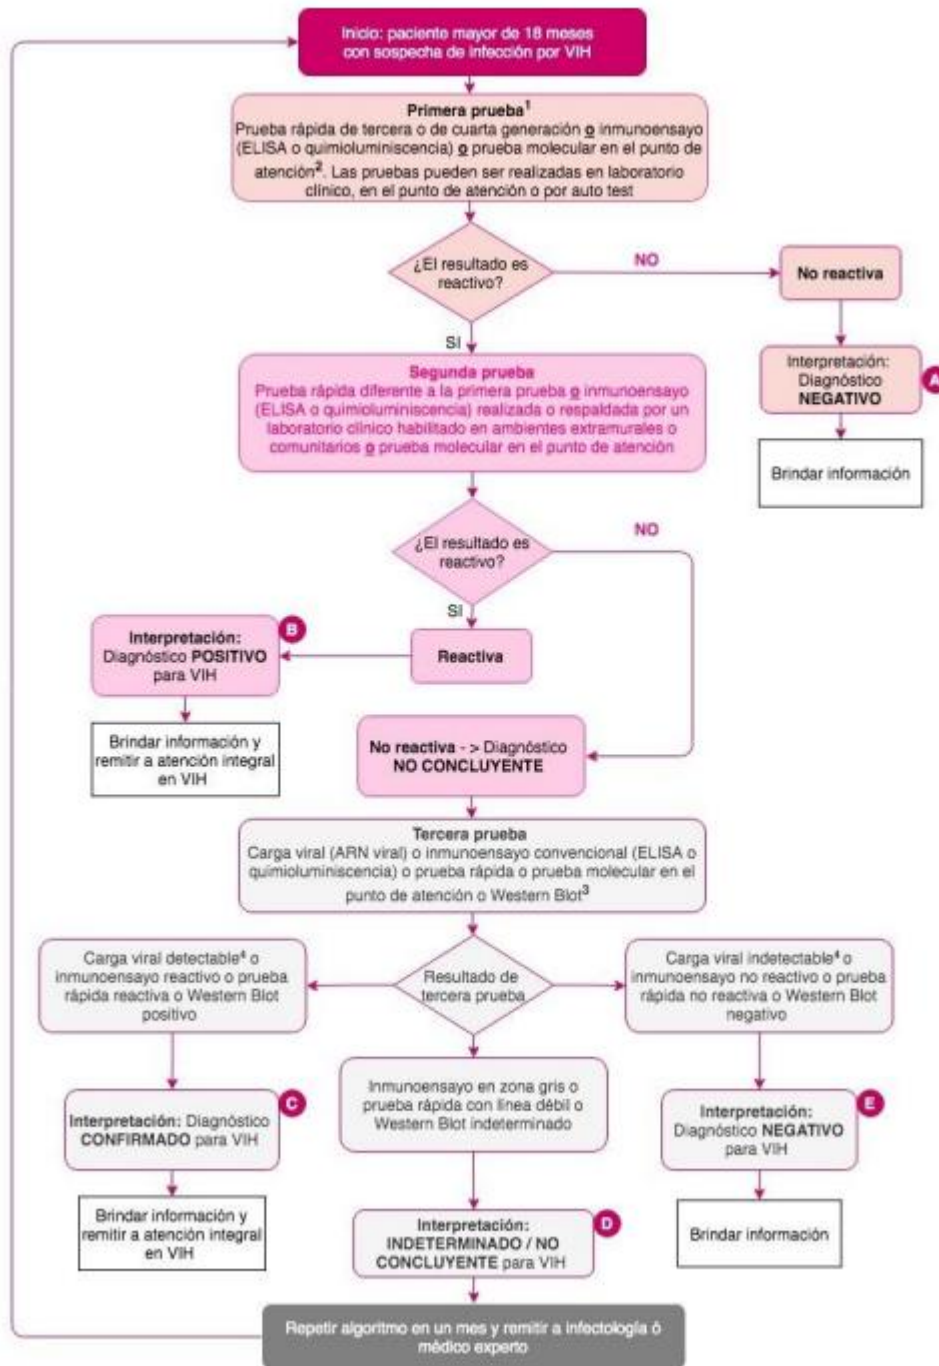 Inicio: paciente mayor de 18 meses
con sospecha de infección por VIH
Primera prueba¹
Prueba rápida de tercera o de cuarta generación o inmunoensayo
(ELISA o quimioluminiscencia) o prueba molecular en el punto de
atención². Las pruebas pueden ser realizadas en laboratorio
clínico, en el punto de atención o por auto test
¿El resultado es
reactivo?
NO
No reactiva
SI
Interpretación:
Diagnóstico
NEGATIVO
A
Brindar información
Segunda prueba
Prueba rápida diferente a la primera prueba o inmunoensayo
(ELISA o quimioluminiscencia) realizada o respaldada por un
laboratorio clínico habilitado en ambientes extramurales o
comunitarios o prueba molecular en el punto de atención
¿El resultado es
reactivo?
NO
SI
Reactiva
B
Interpretación:
Diagnóstico POSITIVO
para VIH
Brindar información y
remitir a atención integral
en VIH
No reactiva - > Diagnóstico
NO CONCLUYENTE
Tercera prueba
Carga viral (ARN viral) o inmunoensayo convencional (ELISA o
quimioluminiscencia) o prueba rápida o prueba molecular en el
punto de atención o Western Blot³
Resultado de
tercera prueba
Carga viral detectable⁴ o
inmunoensayo reactivo o prueba
rápida reactiva o Western Blot
positivo
Carga viral indetectable⁴ o
inmunoensayo no reactivo o prueba
rápida no reactiva o Western Blot
negativo
Inmunoensayo en zona gris o
prueba rápida con línea débil o
Western Blot indeterminado
C
Interpretación: Diagnóstico
CONFIRMADO para VIH
Brindar información y
remitir a atención integral
en VIH
D
Interpretación:
INDETERMINADO / NO
CONCLUYENTE para VIH
E
Interpretación:
Diagnóstico NEGATIVO
para VIH
Brindar información
Repetir algoritmo en un mes y remitir a infectología ó
médico experto